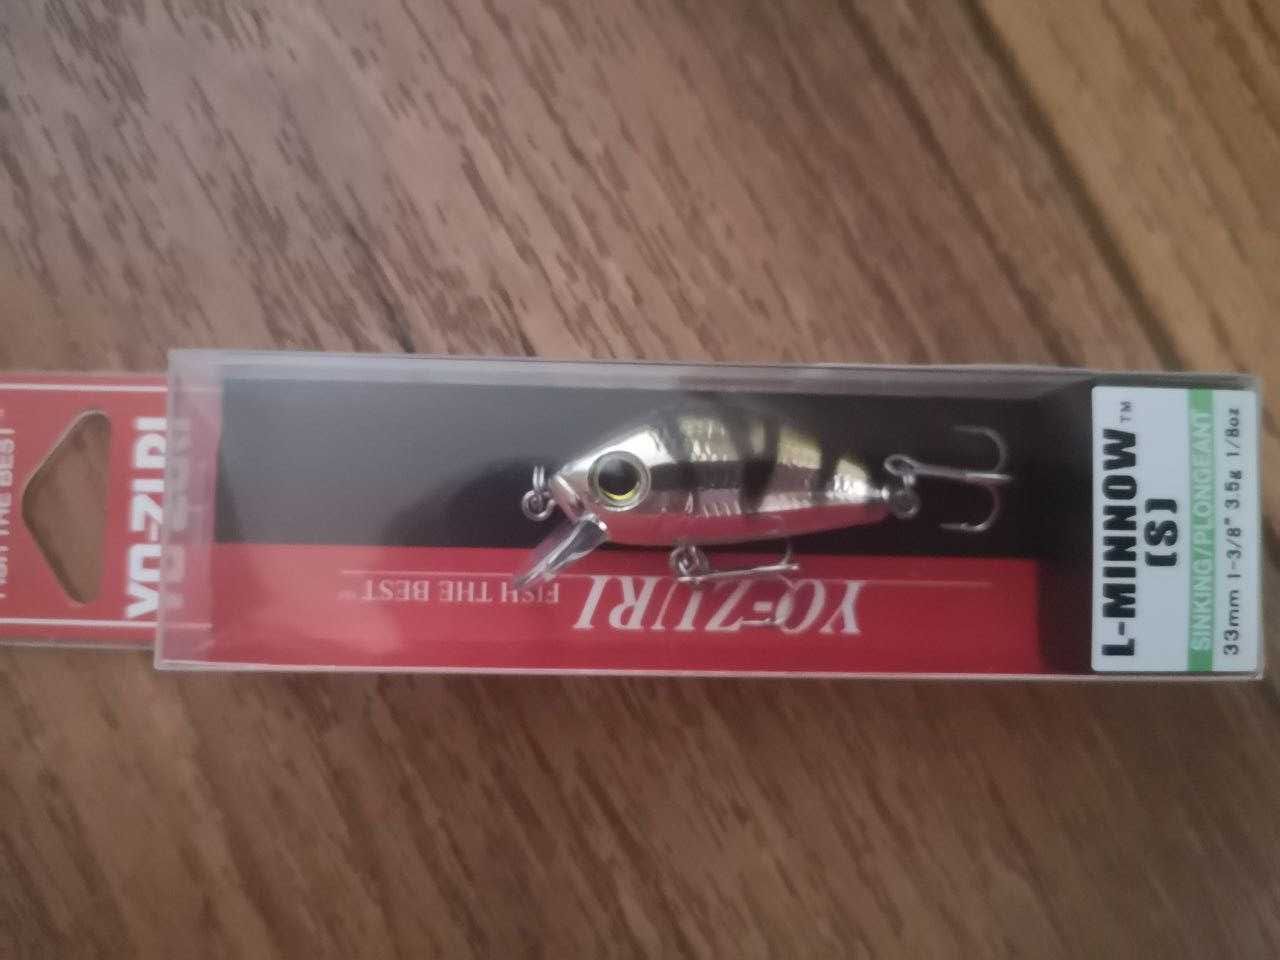 FISH THE BEST™
YO-ZURI
YO-ZURI
FISH THE BEST™
L-MINNOW™
(S)
SINKING/PLONGEANT
33mm 1-3/8" 3.5g 1/8oz